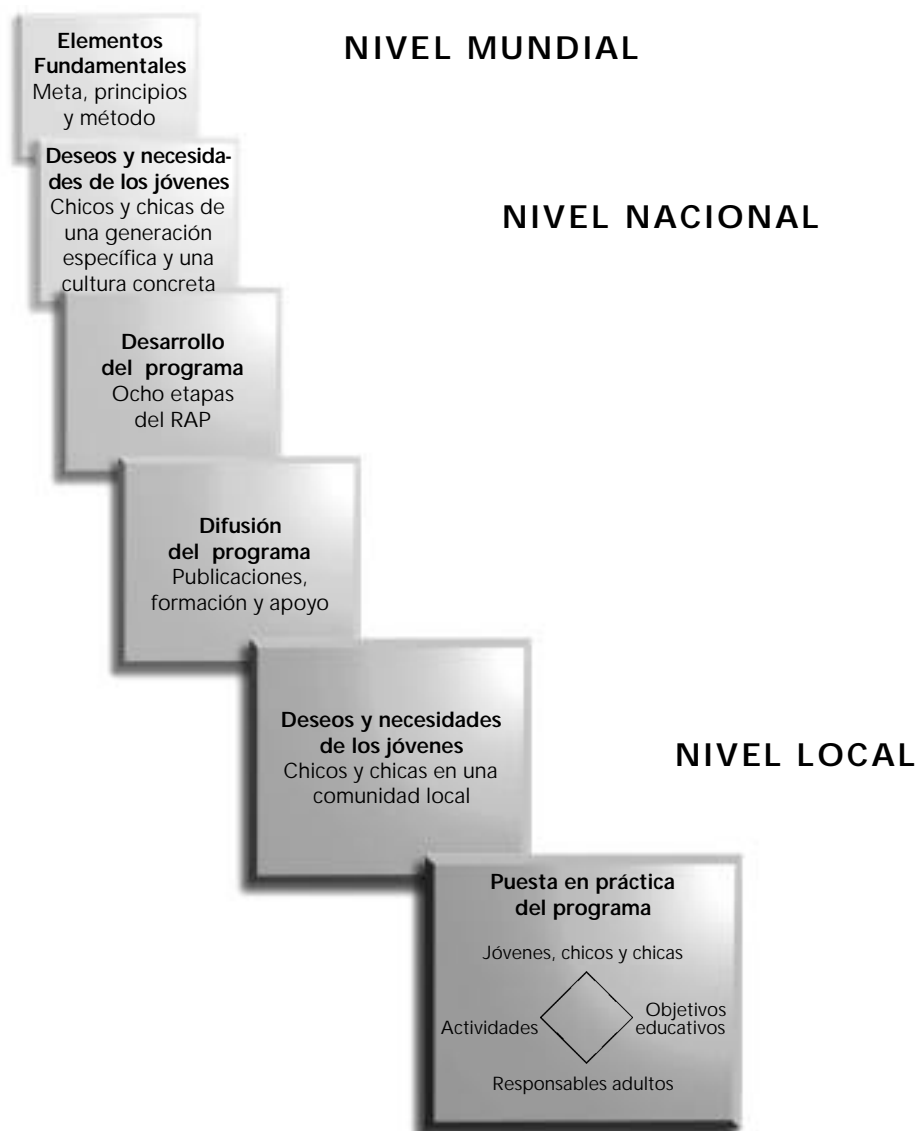 Elementos
Fundamentales
Meta, principios
y método
NIVEL MUNDIAL
Deseos y necesida-
des de los jóvenes
Chicos y chicas de
una generación
específica y una
cultura concreta
NIVEL NACIONAL
Desarrollo
del programa
Ocho etapas
del RAP
Difusión
del programa
Publicaciones,
formación y apoyo
Deseos y necesidades
de los jóvenes
Chicos y chicas en una
comunidad local
NIVEL LOCAL
Puesta en práctica
del programa
Jóvenes, chicos y chicas
Actividades
Objetivos
educativos
Responsables adultos